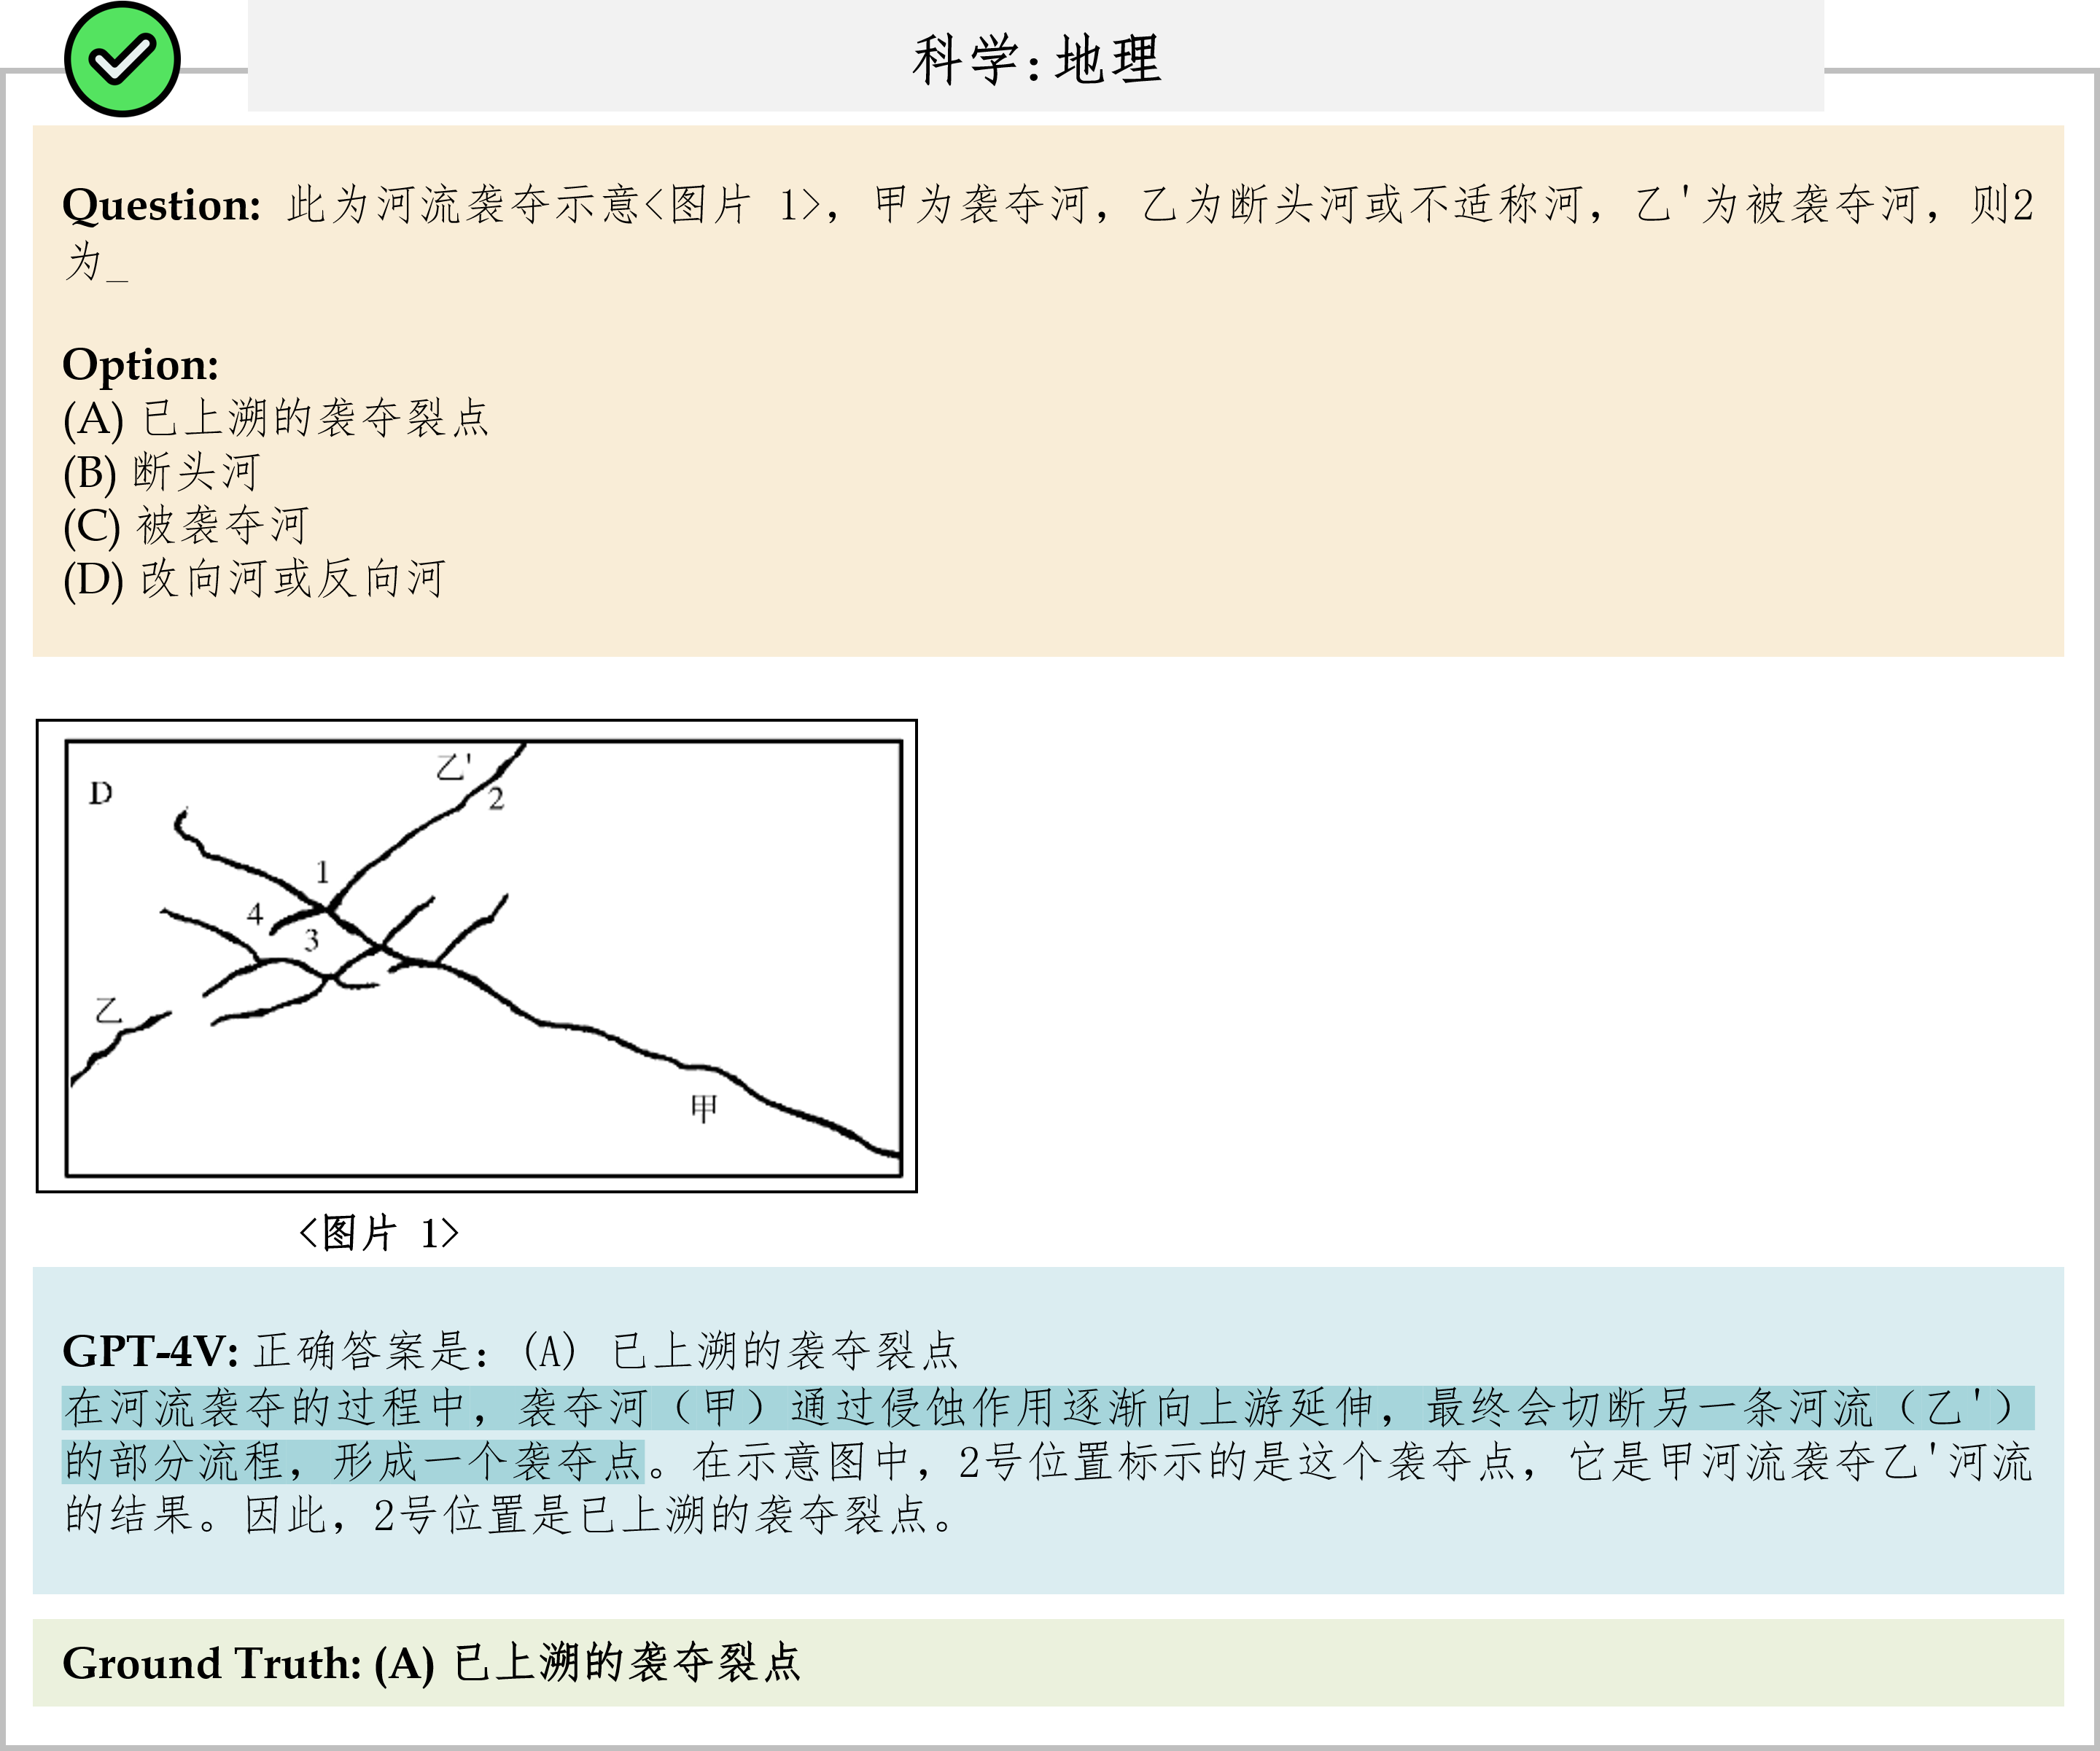 科学:地理
Question: 此为河流袭夺示意<图片 1>, 甲为袭夺河, 乙为断头河或不适称河, 乙'为被袭夺河, 则2
为_
Option:
(A) 已上溯的袭夺裂点
(B) 断头河
(C) 被袭夺河
(D) 改向河或反向河
D
乙'
2
1
4
3
乙
甲
<图片 1>
GPT-4V: 正确答案是: (A) 已上溯的袭夺裂点
在河流袭夺的过程中, 袭夺河（甲）通过侵蚀作用逐渐向上游延伸, 最终会切断另一条河流（乙'）
的部分流程, 形成一个袭夺点。在示意图中, 2号位置标示的是这个袭夺点, 它是甲河流袭夺乙'河流
的结果。因此, 2号位置是已上溯的袭夺裂点。
Ground Truth: (A) 已上溯的袭夺裂点